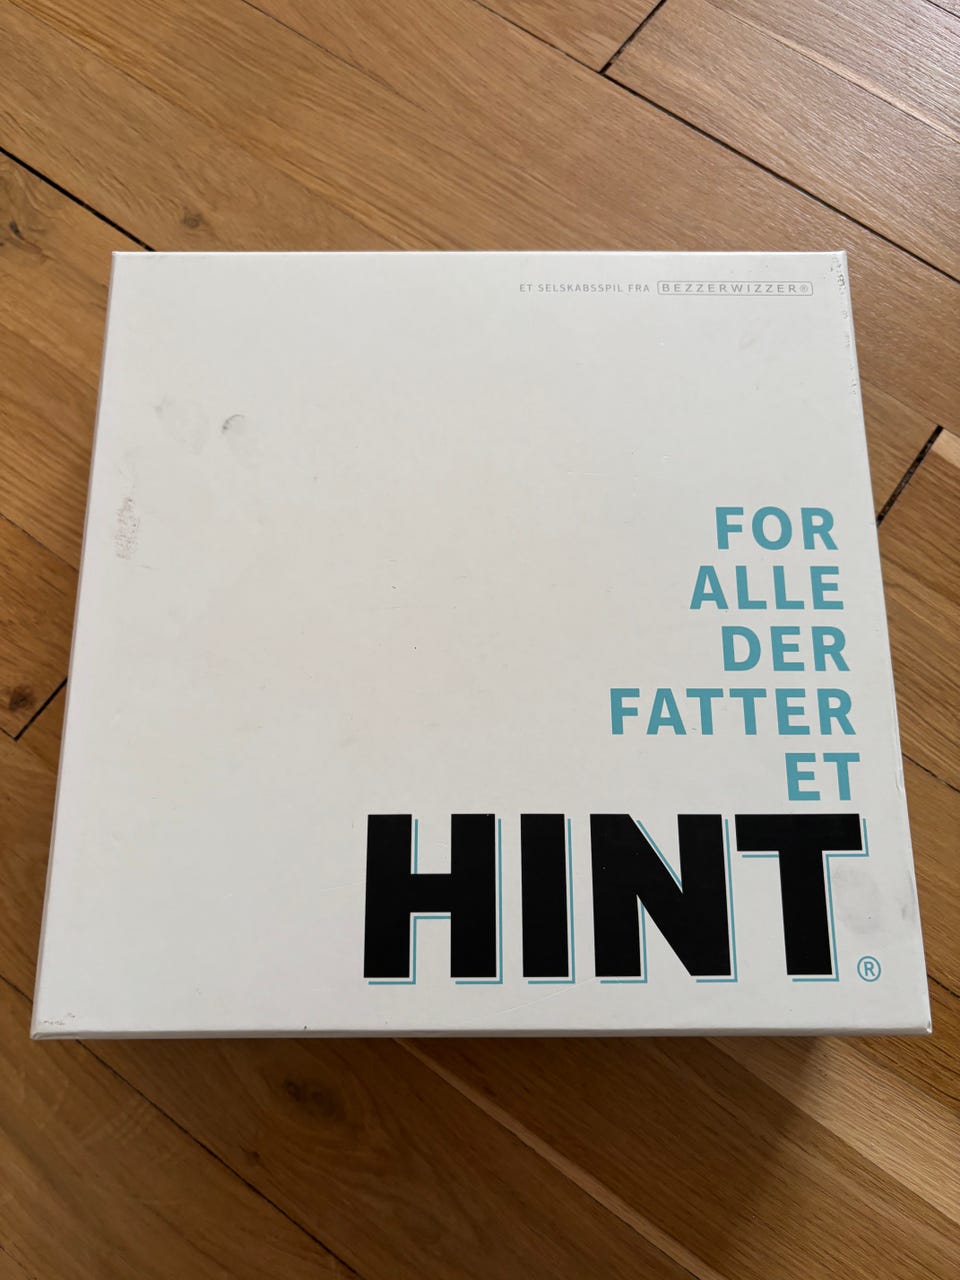 ET SELSKABSSPIL FRA BEZZERWIZZER®
FOR
ALLE
DER
FATTER
ET
HINT®